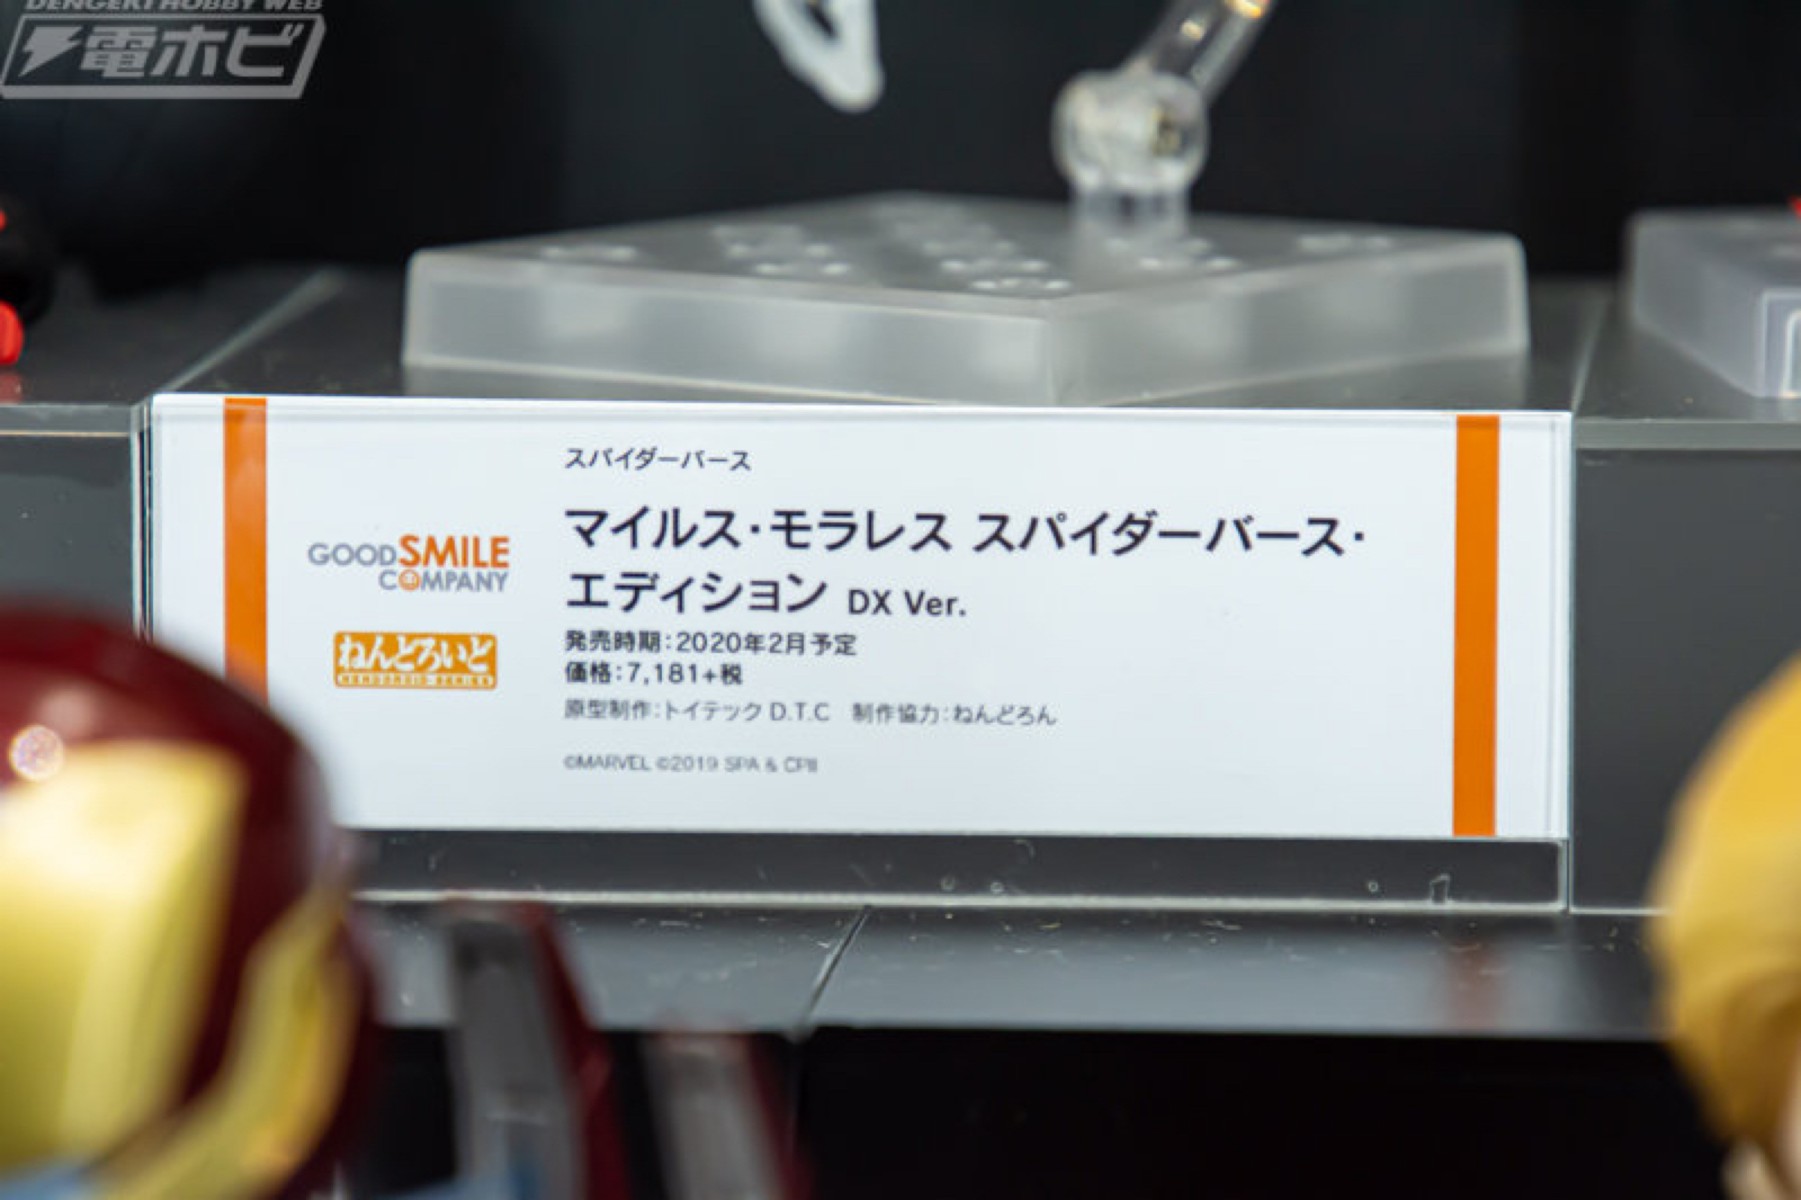 DENGEKI HOBBY WEB
電ホビ
スパイダーバース
マイルス・モラレス スパイダーバース・
エディション DX Ver.
発売時期：2020年2月予定
価格：7,181+税
原型制作：トイテック D.T.C　制作協力：ねんどろん
©MARVEL ©2019 SPA & CPII
GOOD SMILE
COMPANY
ねんどろいど
NENDOROID SERIES